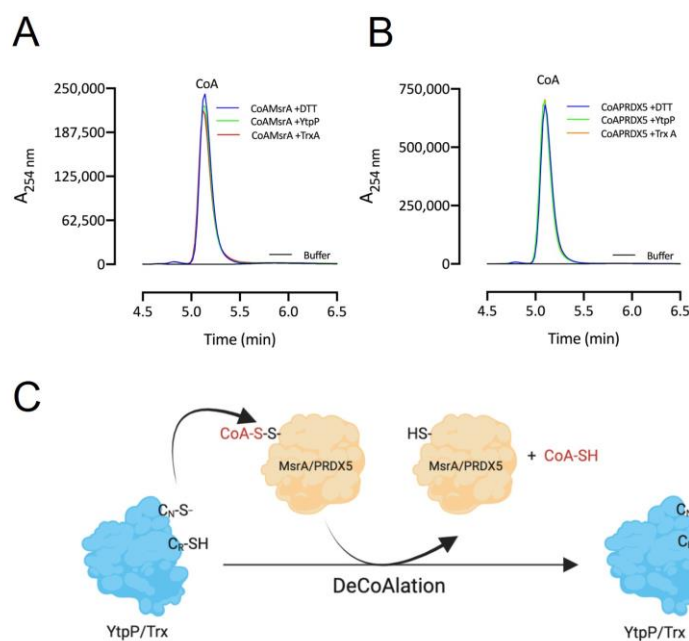 A
CoA
250,000
187,500
125,000
62,500
0
A254 nm
CoAMsrA +DTT
CoAMsrA +YtpP
CoAMsrA +TrxA
Buffer
4.5 5.0 5.5 6.0 6.5
Time (min)
B
CoA
750,000
500,000
250,000
0
A254 nm
CoAPRDX5 +DTT
CoAPRDX5 +YtpP
CoAPRDX5 +Trx A
Buffer
4.5 5.0 5.5 6.0 6.5
Time (min)
C
CoA-S-S-
MsrA/PRDX5
HS-
MsrA/PRDX5
+ CoA-SH
CN-S-
CR-SH
DeCoAlation
YtpP/Trx
YtpP/Trx